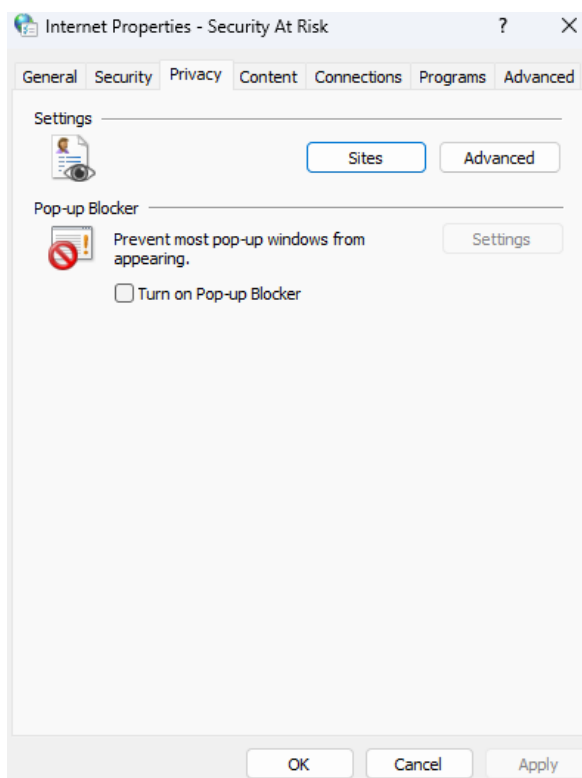 Internet Properties - Security At Risk ? X
General Security Privacy Content Connections Programs Advanced
Settings
Sites Advanced
Pop-up Blocker
Prevent most pop-up windows from
appearing.
Settings
Turn on Pop-up Blocker
OK Cancel Apply